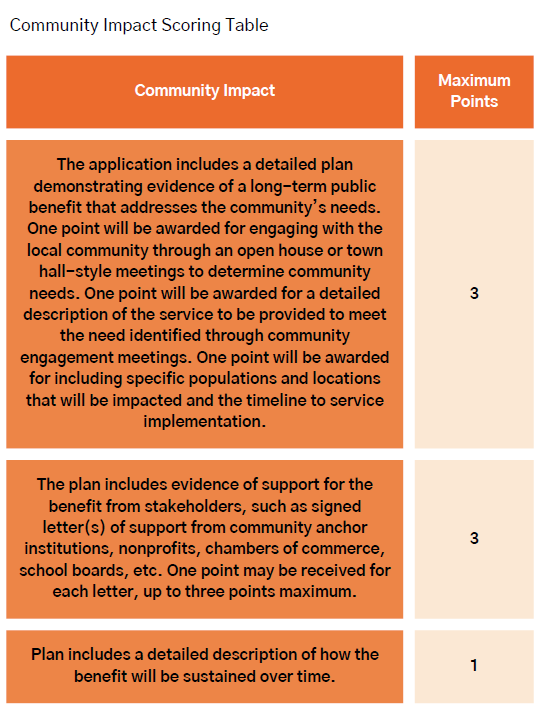 Community Impact Scoring Table
Community Impact
Maximum
Points
The application includes a detailed plan
demonstrating evidence of a long-term public
benefit that addresses the community's needs.
One point will be awarded for engaging with the
local community through an open house or town
hall-style meetings to determine community
needs. One point will be awarded for a detailed
description of the service to be provided to meet
the need identified through community
engagement meetings. One point will be awarded
for including specific populations and locations
that will be impacted and the timeline to service
implementation.
3
The plan includes evidence of support for the
benefit from stakeholders, such as signed
letter(s) of support from community anchor
institutions, nonprofits, chambers of commerce,
school boards, etc. One point may be received for
each letter, up to three points maximum.
3
Plan includes a detailed description of how the
benefit will be sustained over time.
1